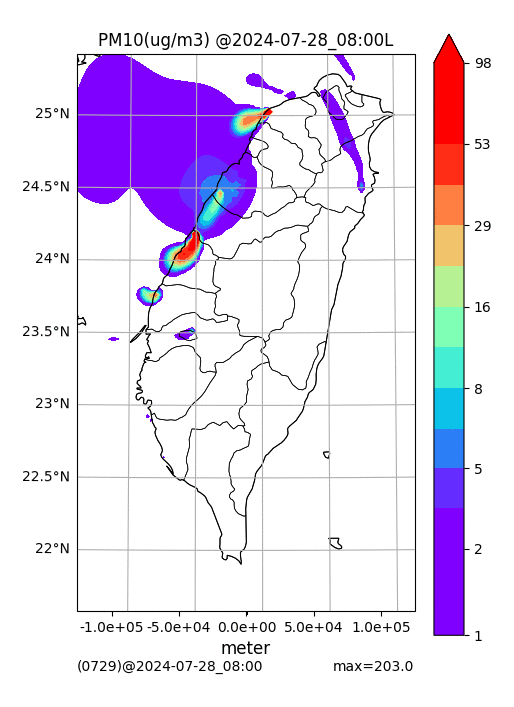 PM10(ug/m3) @2024-07-28_08:00L
98
25°N
53
24.5°N
29
24°N
16
23.5°N
8
23°N
5
22.5°N
2
22°N
1
-1.0e+05 -5.0e+04 0.0e+00 5.0e+04 1.0e+05
meter
(0729)@2024-07-28_08:00 max=203.0